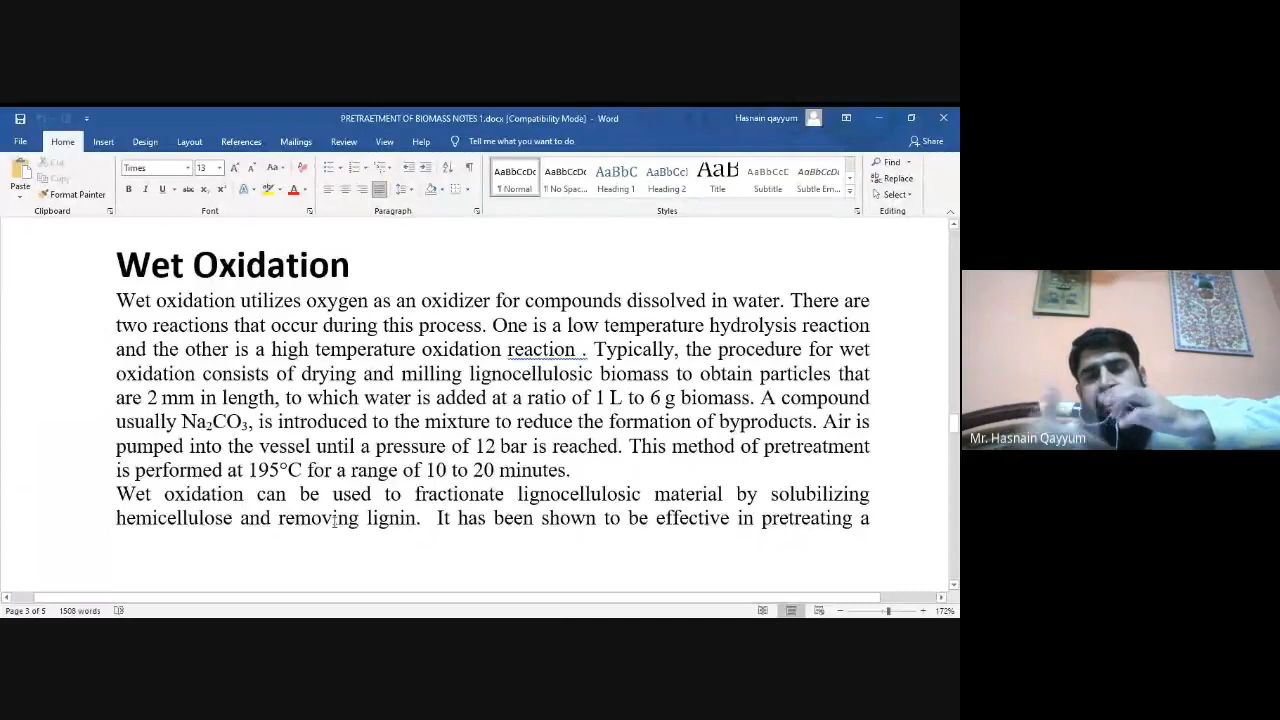 PRETRAETMENT OF BIOMASS NOTES 1.docx [Compatibility Mode] - Word
Hasnain qayyum
File Home Insert Design Layout References Mailings Review View Help Tell me what you want to do Share
Paste Cut Copy Format Painter
Times 13
AaBbCcDc AaBbCcDc AaBbC AaBbCcI AaB AaBbCcD AaBbCcDi
¶ Normal ¶ No Spac... Heading 1 Heading 2 Title Subtitle Subtle Em...
Find Replace Select
Clipboard Font Paragraph Styles Editing
Wet Oxidation
Wet oxidation utilizes oxygen as an oxidizer for compounds dissolved in water. There are
two reactions that occur during this process. One is a low temperature hydrolysis reaction
and the other is a high temperature oxidation reaction . Typically, the procedure for wet
oxidation consists of drying and milling lignocellulosic biomass to obtain particles that
are 2 mm in length, to which water is added at a ratio of 1 L to 6 g biomass. A compound
usually Na₂CO₃, is introduced to the mixture to reduce the formation of byproducts. Air is
pumped into the vessel until a pressure of 12 bar is reached. This method of pretreatment
is performed at 195°C for a range of 10 to 20 minutes.
Wet oxidation can be used to fractionate lignocellulosic material by solubilizing
hemicellulose and removing lignin. It has been shown to be effective in pretreating a
Page 3 of 5 1508 words 172%
Mr. Hasnain Qayyum